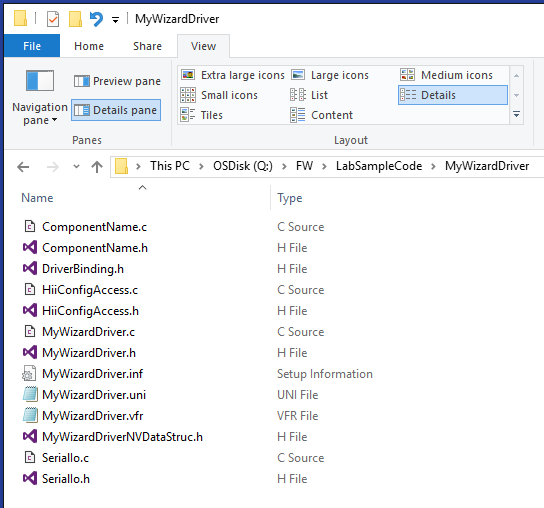 MyWizardDriver
File Home Share View
Extra large icons Large icons Medium icons
Preview pane
Small icons List Details
Navigation pane
Details pane
Tiles Content
Panes Layout
This PC > OSDisk (Q:) > FW > LabSampleCode > MyWizardDriver
Name Type
ComponentName.c C Source
ComponentName.h H File
DriverBinding.h H File
HiiConfigAccess.c C Source
HiiConfigAccess.h H File
MyWizardDriver.c C Source
MyWizardDriver.h H File
MyWizardDriver.inf Setup Information
MyWizardDriver.uni UNI File
MyWizardDriver.vfr VFR File
MyWizardDriverNVDataStruc.h H File
SerialIo.c C Source
SerialIo.h H File